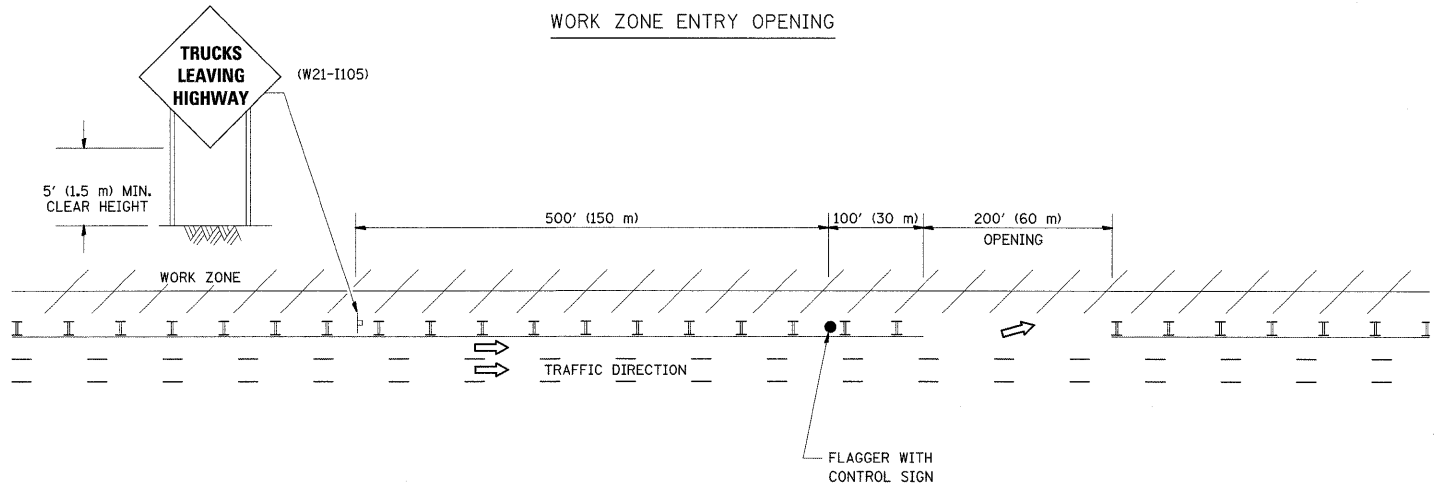 WORK ZONE ENTRY OPENING
TRUCKS
LEAVING
HIGHWAY
(W21-I105)
5' (1.5 m) MIN.
CLEAR HEIGHT
500' (150 m)
100' (30 m)
200' (60 m)
OPENING
WORK ZONE
TRAFFIC DIRECTION
FLAGGER WITH
CONTROL SIGN